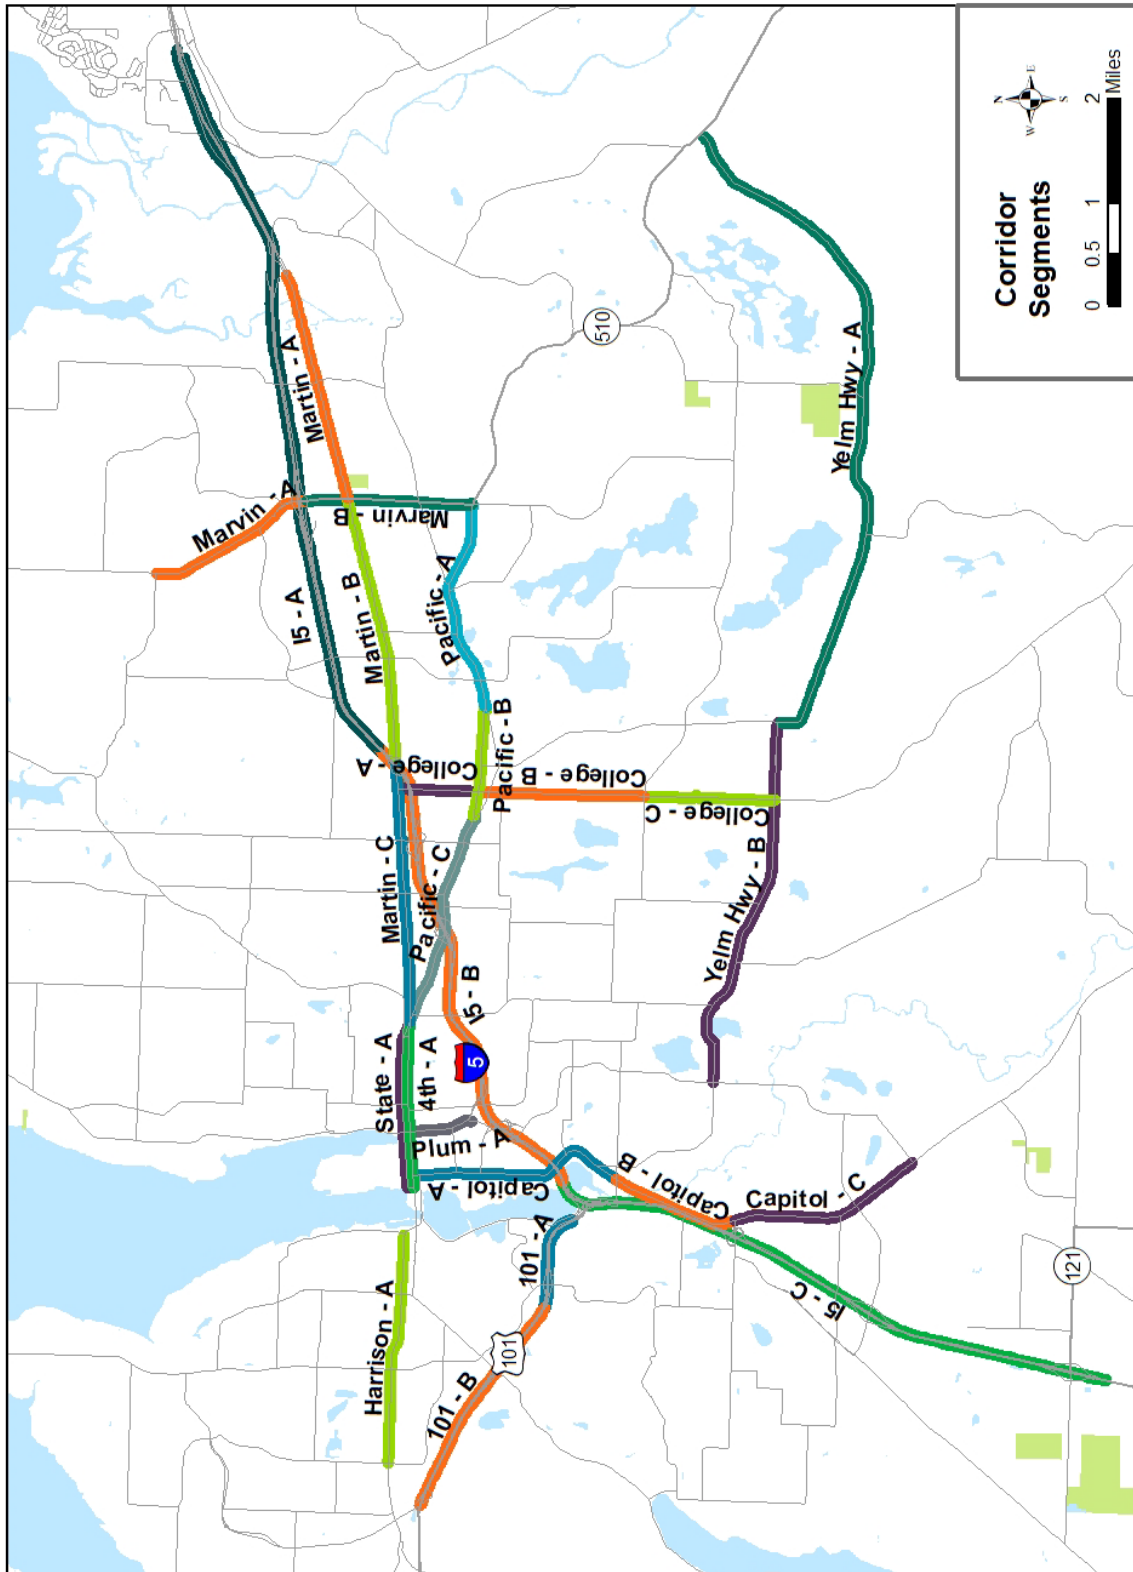 Marvin - A
I5 - A
Martin - A
Marvin - B
Martin - B
Pacific - A
510
College - A
Pacific - B
College - B
College - C
Martin - C
Pacific - C
I5 - B
5
State - A
4th - A
Plum - A
Capitol - A
Capitol - B
Capitol - C
Yelm Hwy - A
Yelm Hwy - B
Harrison - A
101 - A
101
101 - B
I5 - C
121
Corridor
Segments
N
W
E
S
0 0.5 1 2
Miles